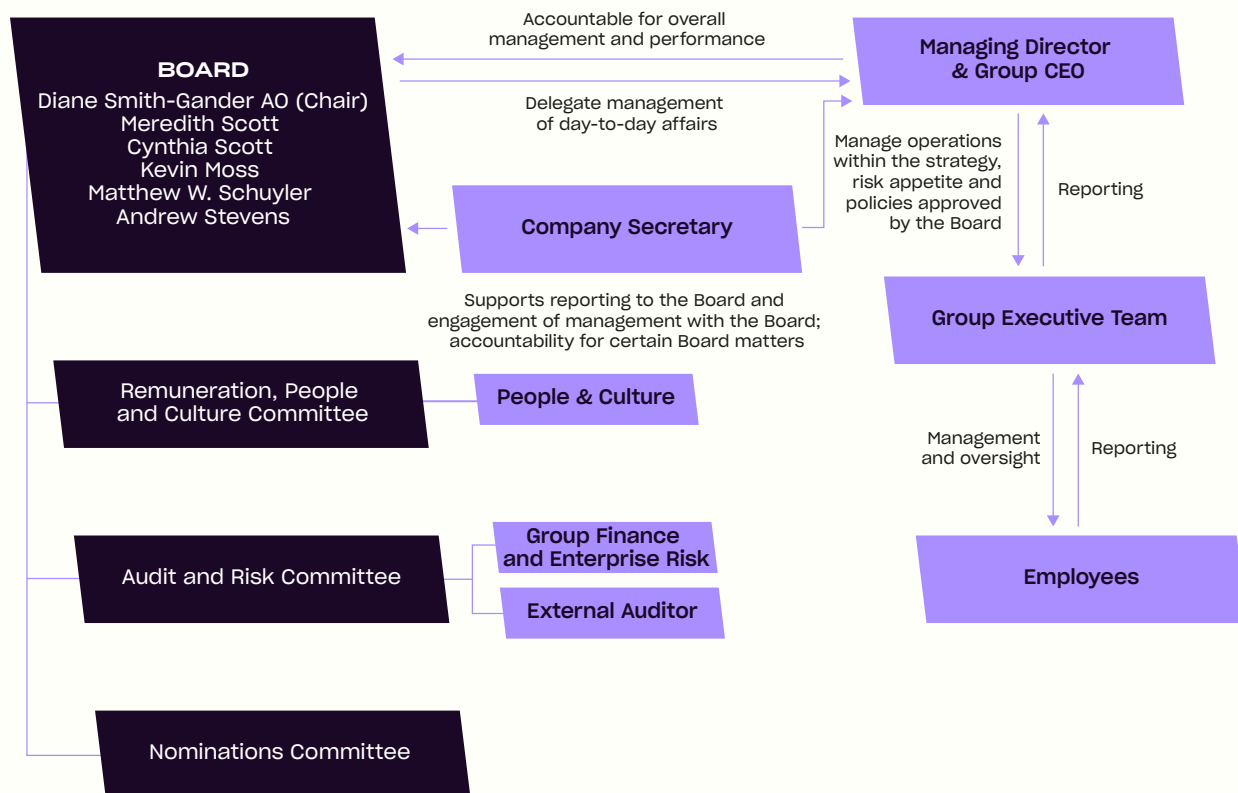 Accountable for overall
management and performance
Managing Director
& Group CEO
BOARD
Diane Smith-Gander AO (Chair)
Meredith Scott
Cynthia Scott
Kevin Moss
Matthew W. Schuyler
Andrew Stevens
Delegate management
of day-to-day affairs
Manage operations
within the strategy,
risk appetite and
policies approved
by the Board
Reporting
Company Secretary
Supports reporting to the Board and
engagement of management with the Board;
accountability for certain Board matters
Group Executive Team
Remuneration, People
and Culture Committee
People & Culture
Management
and oversight
Reporting
Audit and Risk Committee
Group Finance
and Enterprise Risk
External Auditor
Employees
Nominations Committee